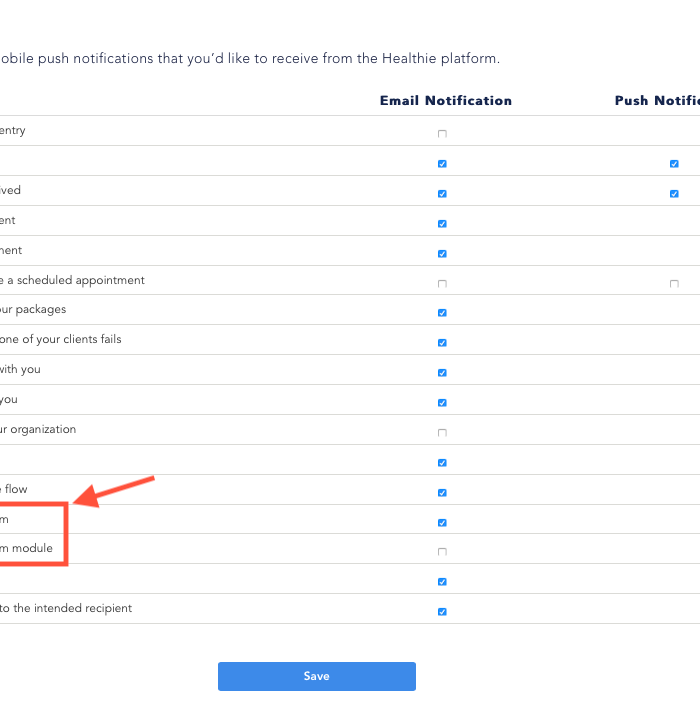 obile push notifications that you'd like to receive from the Healthie platform.
Email Notification Push Notific
entry
ved
ent
nent
e a scheduled appointment
our packages
one of your clients fails
with you
you
ur organization
e flow
m
m module
to the intended recipient
Save